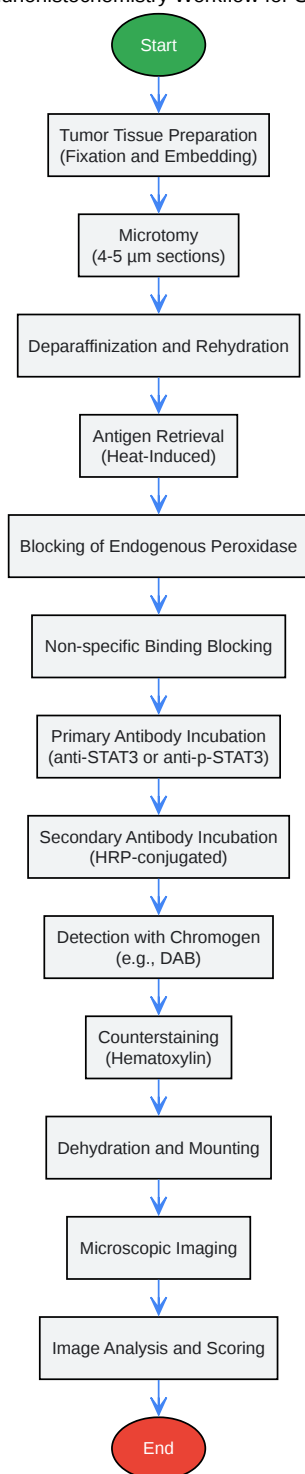 Workflow for
Start
Tumor Tissue Preparation
(Fixation and Embedding)
Microtomy
(4-5 µm sections)
Deparaffinization and Rehydration
Antigen Retrieval
(Heat-Induced)
Blocking of Endogenous Peroxidase
Non-specific Binding Blocking
Primary Antibody Incubation
(anti-STAT3 or anti-p-STAT3)
Secondary Antibody Incubation
(HRP-conjugated)
Detection with Chromogen
(e.g., DAB)
Counterstaining
(Hematoxylin)
Dehydration and Mounting
Microscopic Imaging
Image Analysis and Scoring
End